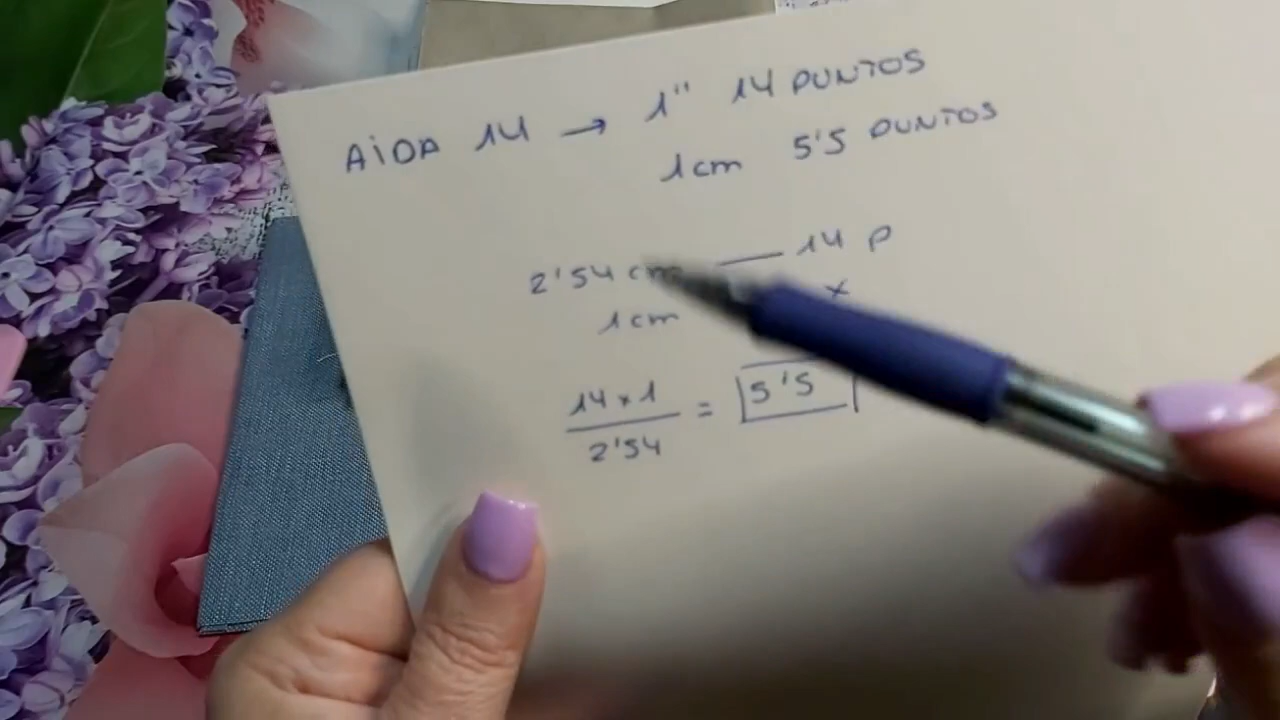 AiDA 14 → 1" 14 PUNTOS
1cm 5'5 PUNTOS
2'54 cm — 14 p
1cm x
14 x 1
2'54
= 5'5